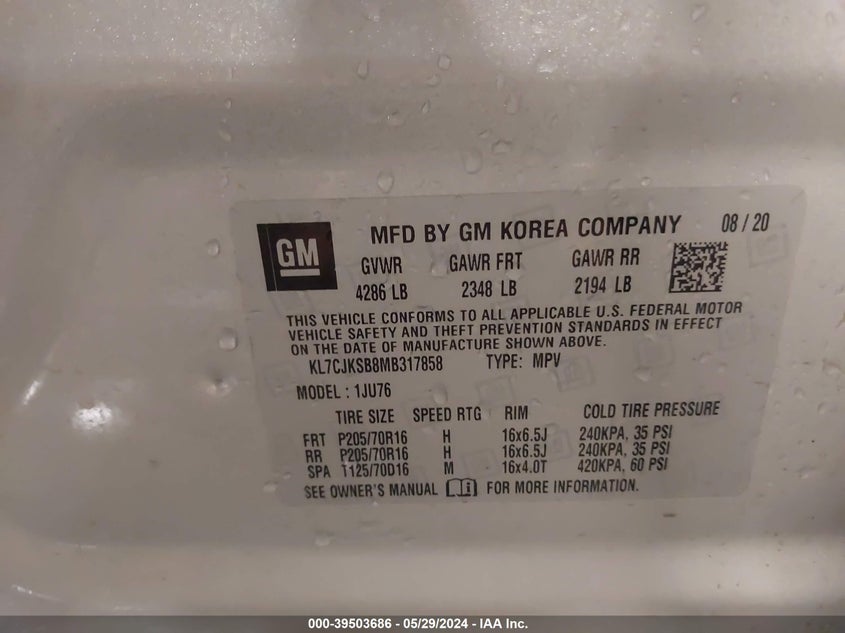 GM
MFD BY GM KOREA COMPANY 08/20
GVWR GAWR FRT GAWR RR
4286 LB 2348 LB 2194 LB
THIS VEHICLE CONFORMS TO ALL APPLICABLE U.S. FEDERAL MOTOR
VEHICLE SAFETY AND THEFT PREVENTION STANDARDS IN EFFECT
ON THE DATE OF MANUFACTURE SHOWN ABOVE.
KL7CJKSB8MB317858 TYPE: MPV
MODEL : 1JU76
TIRE SIZE SPEED RTG RIM COLD TIRE PRESSURE
FRT P205/70R16 H 16x6.5J 240KPA, 35 PSI
RR P205/70R16 H 16x6.5J 240KPA, 35 PSI
SPA T125/70D16 M 16x4.0T 420KPA, 60 PSI
SEE OWNER'S MANUAL FOR MORE INFORMATION.
000-39503686 - 05/29/2024 - IAA Inc.